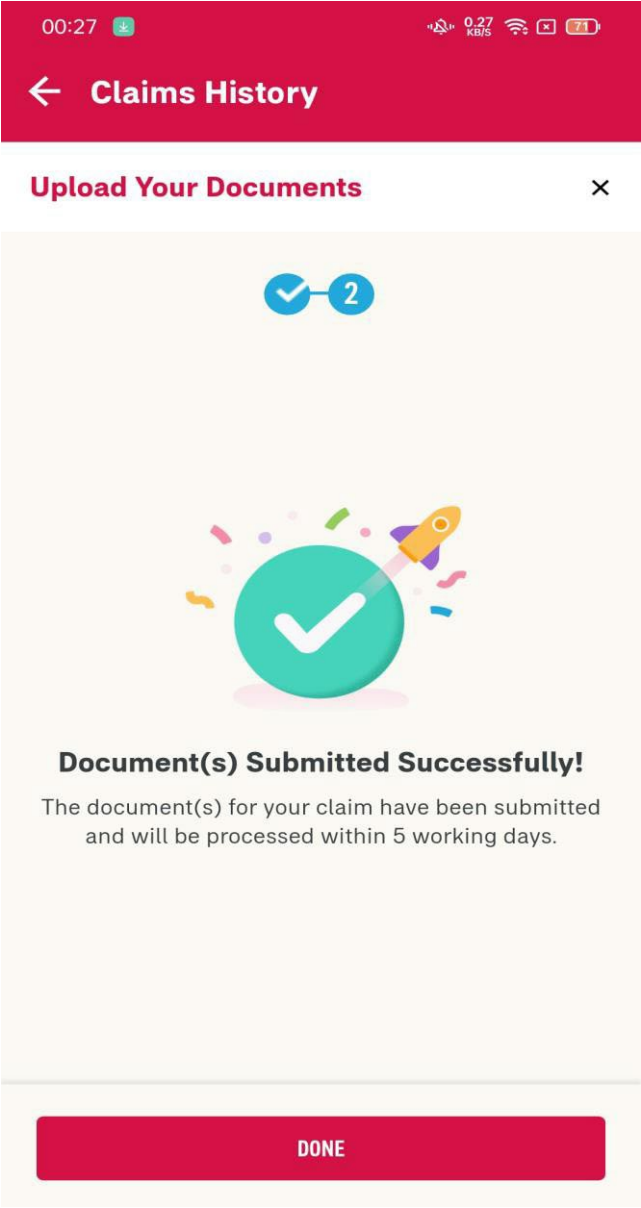 00:27
0.27
KB/S
71
Claims History
Upload Your Documents
2
Document(s) Submitted Successfully!
The document(s) for your claim have been submitted
and will be processed within 5 working days.
DONE